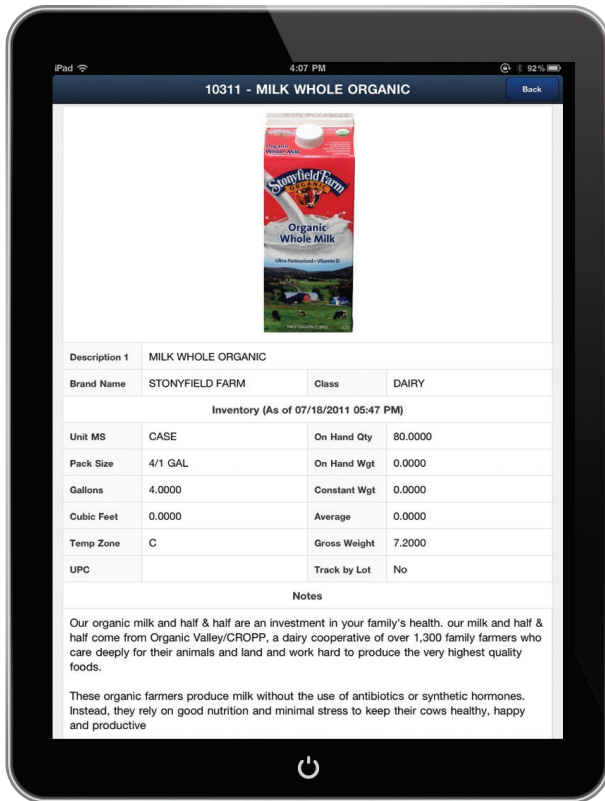 iPad 4:07 PM 92%
10311 - MILK WHOLE ORGANIC Back
Organic
Whole Milk
Stonyfield Farm
ORGANIC
Organic
Whole Milk
Ultra-Pasteurized • Vitamin D
Description 1 MILK WHOLE ORGANIC
Brand Name STONYFIELD FARM Class DAIRY
Inventory (As of 07/18/2011 05:47 PM)
Unit MS CASE On Hand Qty 80.0000
Pack Size 4/1 GAL On Hand Wgt 0.0000
Gallons 4.0000 Constant Wgt 0.0000
Cubic Feet 0.0000 Average 0.0000
Temp Zone C Gross Weight 7.2000
UPC Track by Lot No
Notes
Our organic milk and half & half are an investment in your family's health. our milk and half &
half come from Organic Valley/CROPP, a dairy cooperative of over 1,300 family farmers who
care deeply for their animals and land and work hard to produce the very highest quality
foods.
These organic farmers produce milk without the use of antibiotics or synthetic hormones.
Instead, they rely on good nutrition and minimal stress to keep their cows healthy, happy
and productive